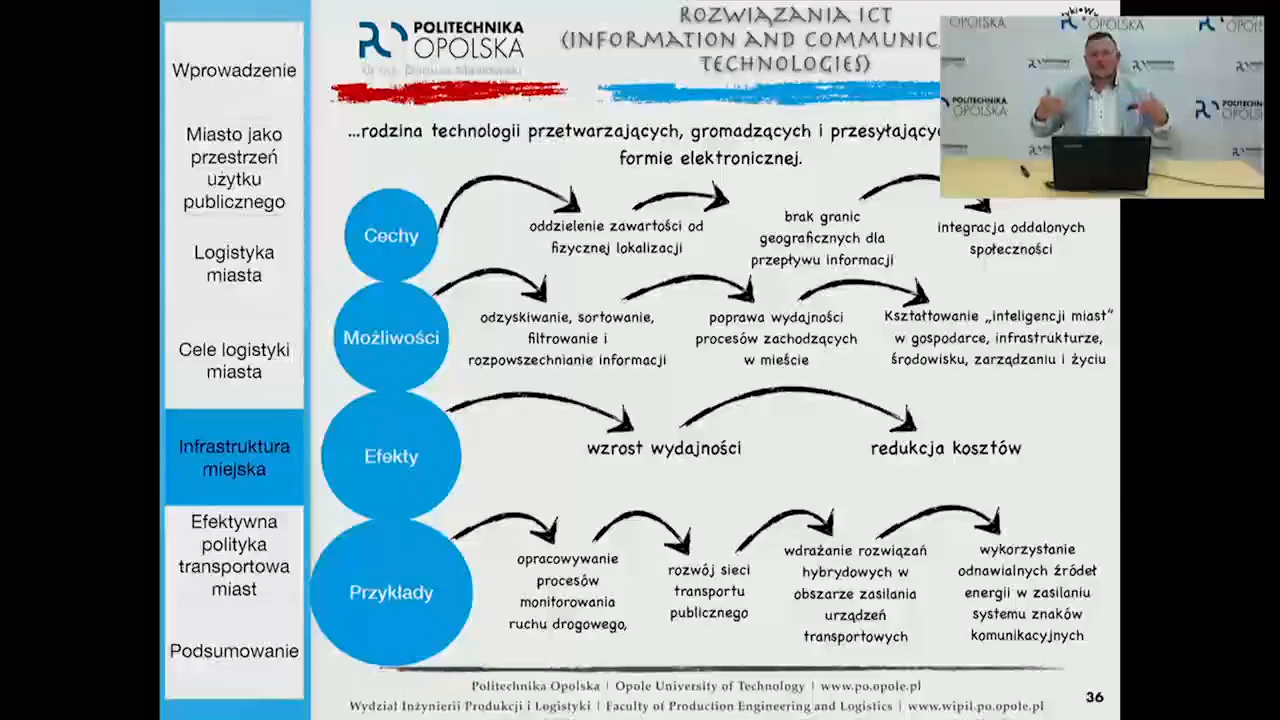 Wprowadzenie
Miasto jako
przestrzeń
użytku
publicznego
Logistyka
miasta
Cele logistyki
miasta
Infrastruktura
miejska
Efektywna
polityka
transportowa
miast
Podsumowanie
POLITECHNIKA
OPOLSKA
ROZWIĄZANIA ICT
(INFORMATION AND COMMUNIC
TECHNOLOGIES)
...rodzina technologii przetwarzających, gromadzących i przesyłając
formie elektronicznej.
OPOLSKA
OPOLSKA
POLITECHNIKA
OPOLSKA
POLITECHNIKA
OPOLSKA
Cechy
oddzielenie zawartości od
fizycznej lokalizacji
brak granic
geograficznych dla
przepływu informacji
integracja oddalonych
społeczności
Możliwości
odzyskiwanie, sortowanie,
filtrowanie i
rozpowszechnianie informacji
poprawa wydajności
procesów zachodzących
w mieście
Kształtowanie „inteligencji miast"
w gospodarce, infrastrukturze,
środowisku, zarządzaniu i życiu
Efekty
wzrost wydajności
redukcja kosztów
Przykłady
opracowywanie
procesów
monitorowania
ruchu drogowego,
rozwój sieci
transportu
publicznego
wdrażanie rozwiązań
hybrydowych w
obszarze zasilania
urządzeń
transportowych
wykorzystanie
odnawialnych źródeł
energii w zasilaniu
systemu znaków
komunikacyjnych
Politechnika Opolska | Opole University of Technology | www.po.opole.pl
Wydział Inżynierii Produkcji i Logistyki | Faculty of Production Engineering and Logistics | www.wipil.po.opole.pl
36